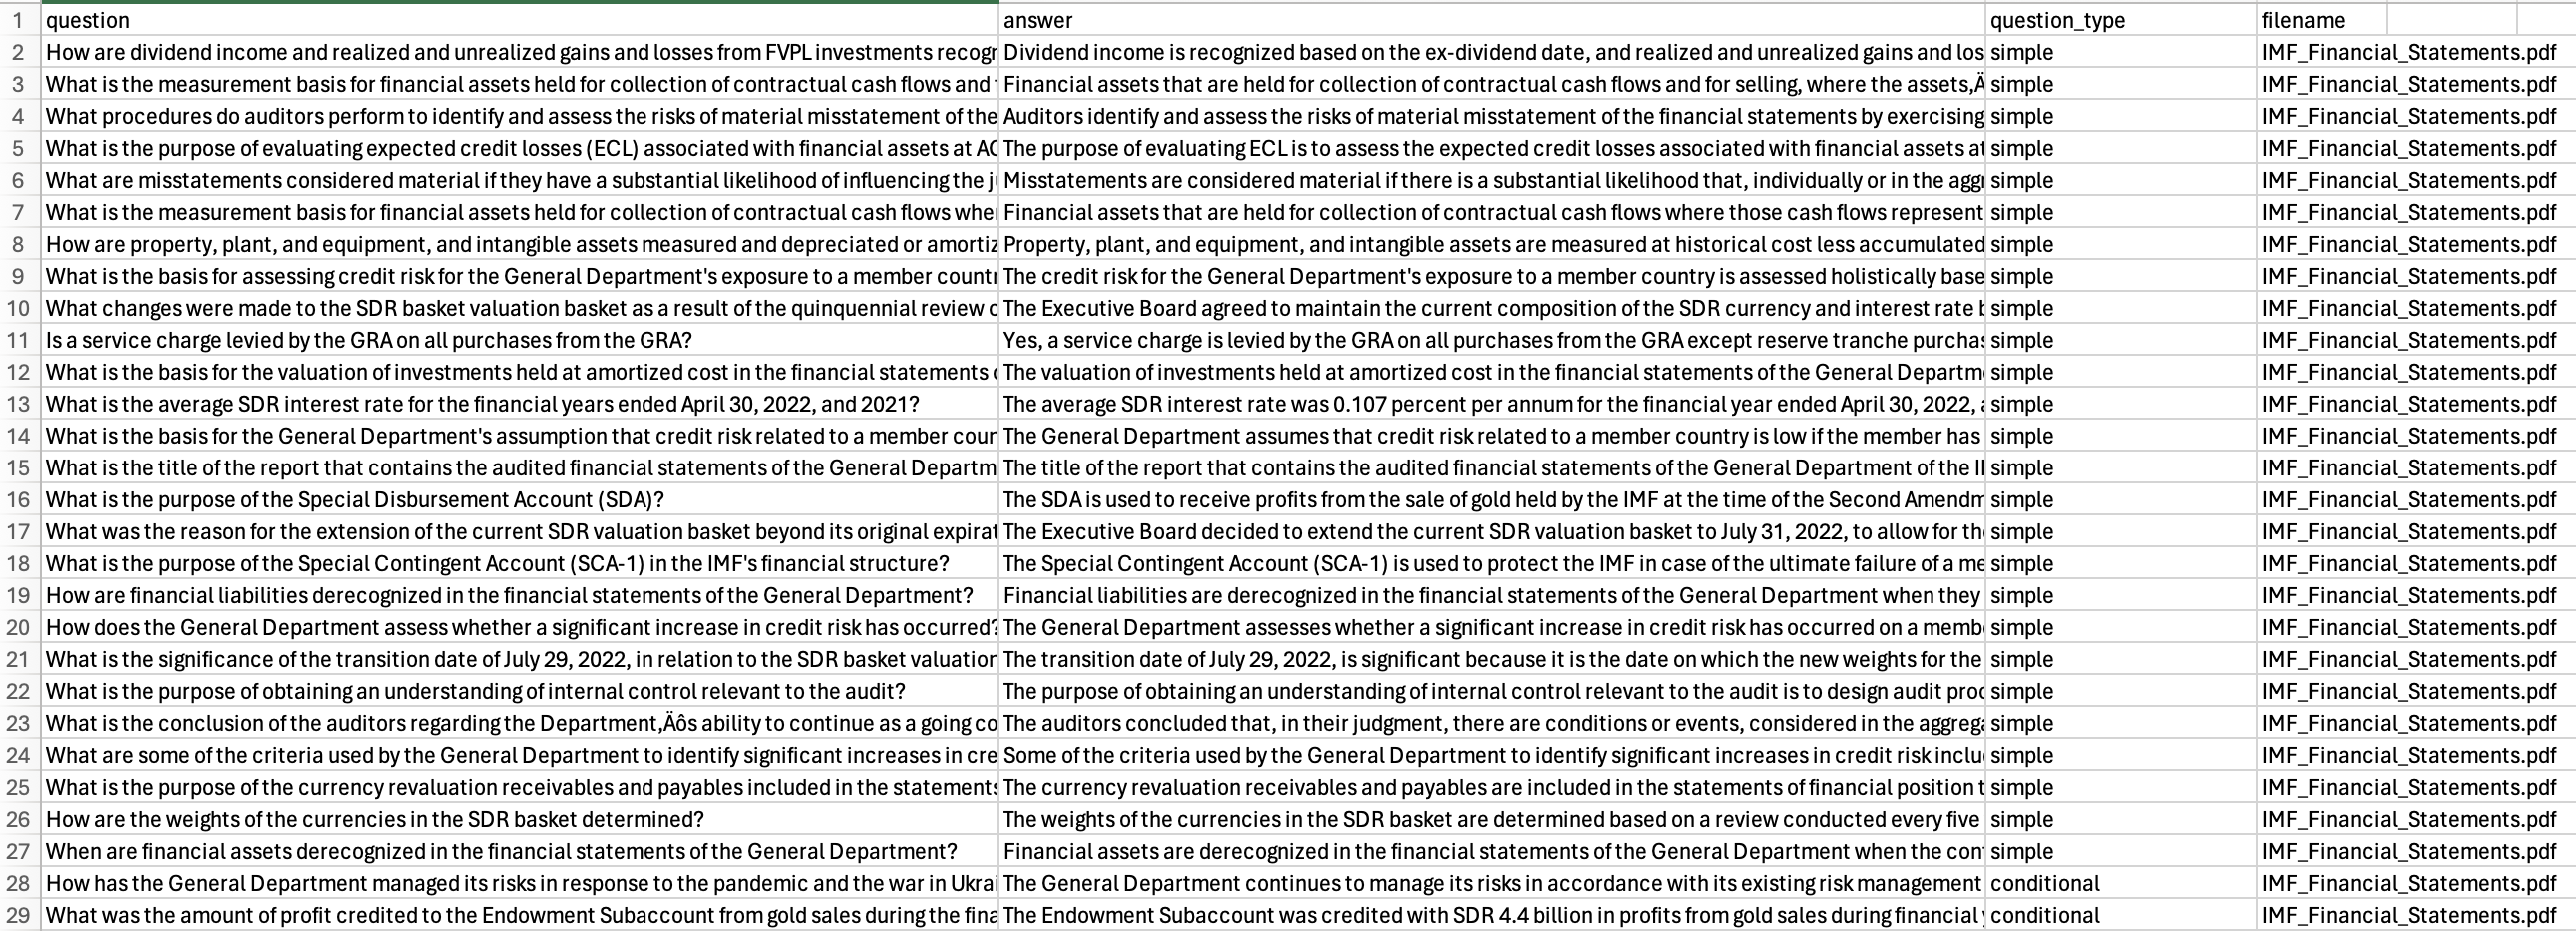 1 question answer question_type filename
2 How are dividend income and realized and unrealized gains and losses from FVPL investments recogr Dividend income is recognized based on the ex-dividend date, and realized and unrealized gains and los simple IMF_Financial_Statements.pdf
3 What is the measurement basis for financial assets held for collection of contractual cash flows and Financial assets that are held for collection of contractual cash flows and for selling, where the assets‚Ä simple IMF_Financial_Statements.pdf
4 What procedures do auditors perform to identify and assess the risks of material misstatement of the Auditors identify and assess the risks of material misstatement of the financial statements by exercising simple IMF_Financial_Statements.pdf
5 What is the purpose of evaluating expected credit losses (ECL) associated with financial assets at AC The purpose of evaluating ECL is to assess the expected credit losses associated with financial assets at simple IMF_Financial_Statements.pdf
6 What are misstatements considered material if they have a substantial likelihood of influencing the j Misstatements are considered material if there is a substantial likelihood that, individually or in the aggr simple IMF_Financial_Statements.pdf
7 What is the measurement basis for financial assets held for collection of contractual cash flows whe Financial assets that are held for collection of contractual cash flows where those cash flows represent simple IMF_Financial_Statements.pdf
8 How are property, plant, and equipment, and intangible assets measured and depreciated or amortiz Property, plant, and equipment, and intangible assets are measured at historical cost less accumulated simple IMF_Financial_Statements.pdf
9 What is the basis for assessing credit risk for the General Department's exposure to a member countr The credit risk for the General Department's exposure to a member country is assessed holistically base simple IMF_Financial_Statements.pdf
10 What changes were made to the SDR basket valuation basket as a result of the quinquennial review o The Executive Board agreed to maintain the current composition of the SDR currency and interest rate b simple IMF_Financial_Statements.pdf
11 Is a service charge levied by the GRA on all purchases from the GRA? Yes, a service charge is levied by the GRA on all purchases from the GRA except reserve tranche purchas simple IMF_Financial_Statements.pdf
12 What is the basis for the valuation of investments held at amortized cost in the financial statements o The valuation of investments held at amortized cost in the financial statements of the General Departm simple IMF_Financial_Statements.pdf
13 What is the average SDR interest rate for the financial years ended April 30, 2022, and 2021? The average SDR interest rate was 0.107 percent per annum for the financial year ended April 30, 2022, a simple IMF_Financial_Statements.pdf
14 What is the basis for the General Department's assumption that credit risk related to a member coun The General Department assumes that credit risk related to a member country is low if the member has simple IMF_Financial_Statements.pdf
15 What is the title of the report that contains the audited financial statements of the General Departm The title of the report that contains the audited financial statements of the General Department of the II simple IMF_Financial_Statements.pdf
16 What is the purpose of the Special Disbursement Account (SDA)? The SDA is used to receive profits from the sale of gold held by the IMF at the time of the Second Amendm simple IMF_Financial_Statements.pdf
17 What was the reason for the extension of the current SDR valuation basket beyond its original expirat The Executive Board decided to extend the current SDR valuation basket to July 31, 2022, to allow for th simple IMF_Financial_Statements.pdf
18 What is the purpose of the Special Contingent Account (SCA-1) in the IMF's financial structure? The Special Contingent Account (SCA-1) is used to protect the IMF in case of the ultimate failure of a me simple IMF_Financial_Statements.pdf
19 How are financial liabilities derecognized in the financial statements of the General Department? Financial liabilities are derecognized in the financial statements of the General Department when they simple IMF_Financial_Statements.pdf
20 How does the General Department assess whether a significant increase in credit risk has occurred? The General Department assesses whether a significant increase in credit risk has occurred on a memb simple IMF_Financial_Statements.pdf
21 What is the significance of the transition date of July 29, 2022, in relation to the SDR basket valuation The transition date of July 29, 2022, is significant because it is the date on which the new weights for the simple IMF_Financial_Statements.pdf
22 What is the purpose of obtaining an understanding of internal control relevant to the audit? The purpose of obtaining an understanding of internal control relevant to the audit is to design audit proc simple IMF_Financial_Statements.pdf
23 What is the conclusion of the auditors regarding the Department‚Äôs ability to continue as a going co The auditors concluded that, in their judgment, there are conditions or events, considered in the aggrega simple IMF_Financial_Statements.pdf
24 What are some of the criteria used by the General Department to identify significant increases in cre Some of the criteria used by the General Department to identify significant increases in credit risk inclu simple IMF_Financial_Statements.pdf
25 What is the purpose of the currency revaluation receivables and payables included in the statements The currency revaluation receivables and payables are included in the statements of financial position t simple IMF_Financial_Statements.pdf
26 How are the weights of the currencies in the SDR basket determined? The weights of the currencies in the SDR basket are determined based on a review conducted every five simple IMF_Financial_Statements.pdf
27 When are financial assets derecognized in the financial statements of the General Department? Financial assets are derecognized in the financial statements of the General Department when the con simple IMF_Financial_Statements.pdf
28 How has the General Department managed its risks in response to the pandemic and the war in Ukrai The General Department continues to manage its risks in accordance with its existing risk management conditional IMF_Financial_Statements.pdf
29 What was the amount of profit credited to the Endowment Subaccount from gold sales during the fina The Endowment Subaccount was credited with SDR 4.4 billion in profits from gold sales during financial y conditional IMF_Financial_Statements.pdf